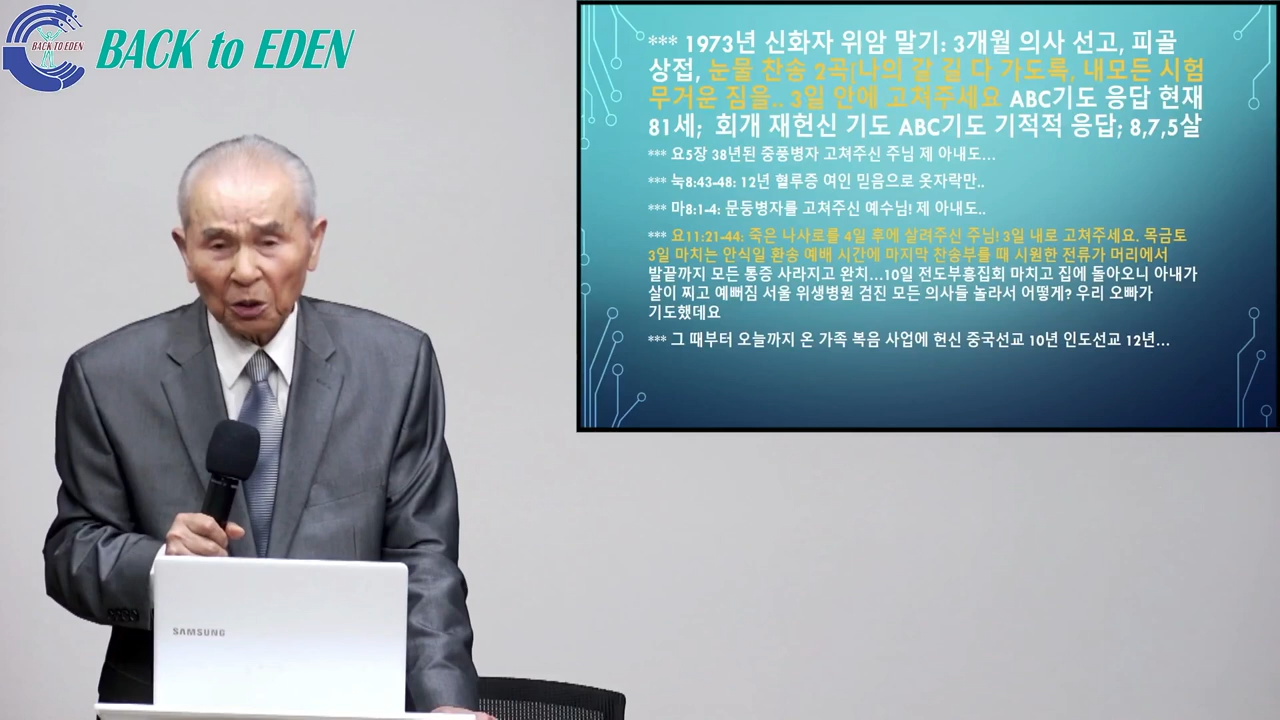 BACK TO EDEN
BACK to EDEN
*** 1973년 신화자 위암 말기: 3개월 의사 선고, 피골
상접, 눈물 찬송 2곡[나의 갈 길 다 가도록, 내모든 시험
무거운 짐을.. 3일 안에 고쳐주세요 ABC기도 응답 현재
81세; 회개 재헌신 기도 ABC기도 기적적 응답; 8,7,5살
*** 요5장 38년된 중풍병자 고쳐주신 주님 제 아내도...
*** 눅8:43-48: 12년 혈루증 여인 믿음으로 옷자락만..
*** 마8:1-4: 문둥병자를 고쳐주신 예수님! 제 아내도..
*** 요11:21-44: 죽은 나사로를 4일 후에 살려주신 주님! 3일 내로 고쳐주세요. 목금토
3일 마치는 안식일 환송 예배 시간에 마지막 찬송부를 때 시원한 전류가 머리에서
발끝까지 모든 통증 사라지고 완치...10일 전도부흥집회 마치고 집에 돌아오니 아내가
살이 찌고 예뻐짐 서울 위생병원 검진 모든 의사들 놀라서 어떻게? 우리 오빠가
기도했데요
*** 그 때부터 오늘까지 온 가족 복음 사업에 헌신 중국선교 10년 인도선교 12년...
SAMSUNG